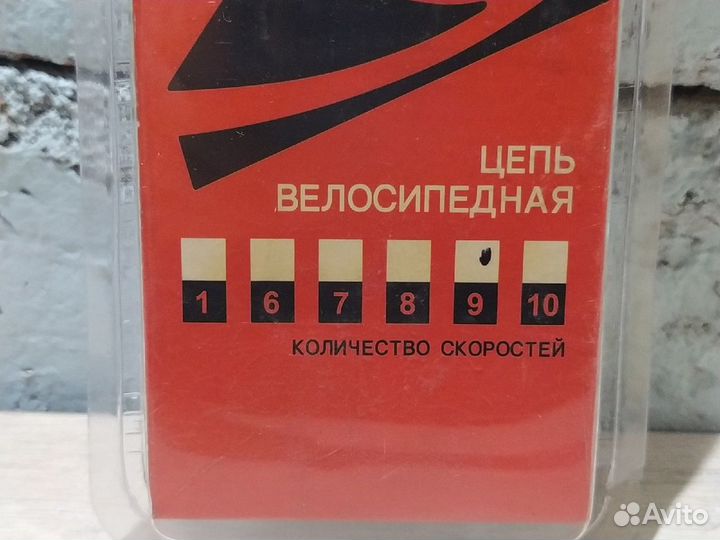 ЦЕПЬ
ВЕЛОСИПЕДНАЯ
1 6 7 8 9 10
КОЛИЧЕСТВО СКОРОСТЕЙ
Avito